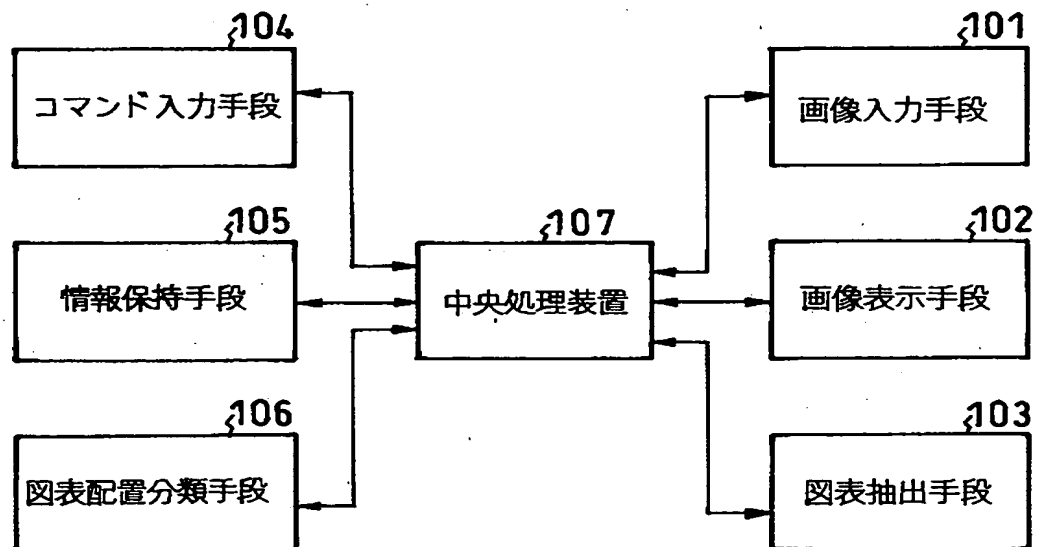 104
コマンド入力手段
101
画像入力手段
105
情報保持手段
107
中央処理装置
102
画像表示手段
106
図表配置分類手段
103
図表抽出手段